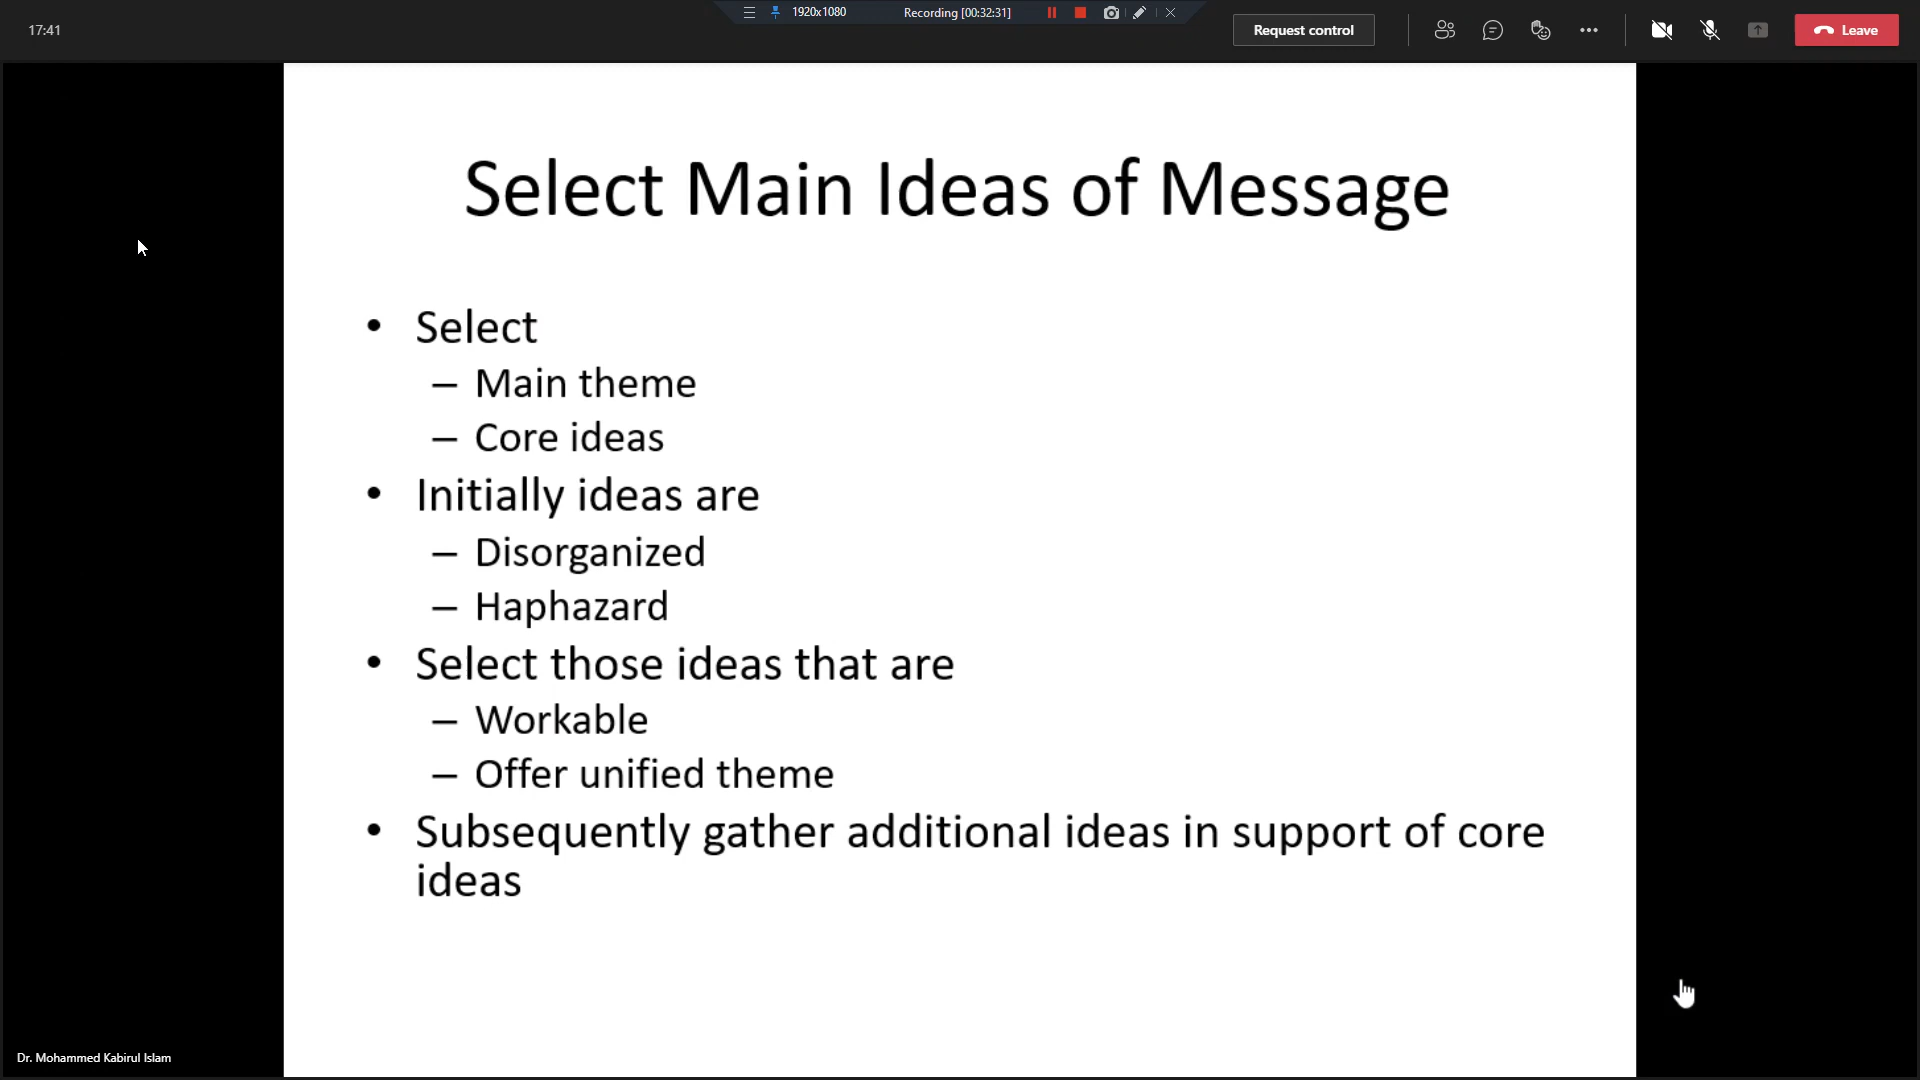 17:41
1920x1080
Recording [00:32:31]
Request control
Leave
Select Main Ideas of Message
• Select
– Main theme
– Core ideas
• Initially ideas are
– Disorganized
– Haphazard
• Select those ideas that are
– Workable
– Offer unified theme
• Subsequently gather additional ideas in support of core
ideas
Dr. Mohammed Kabirul Islam